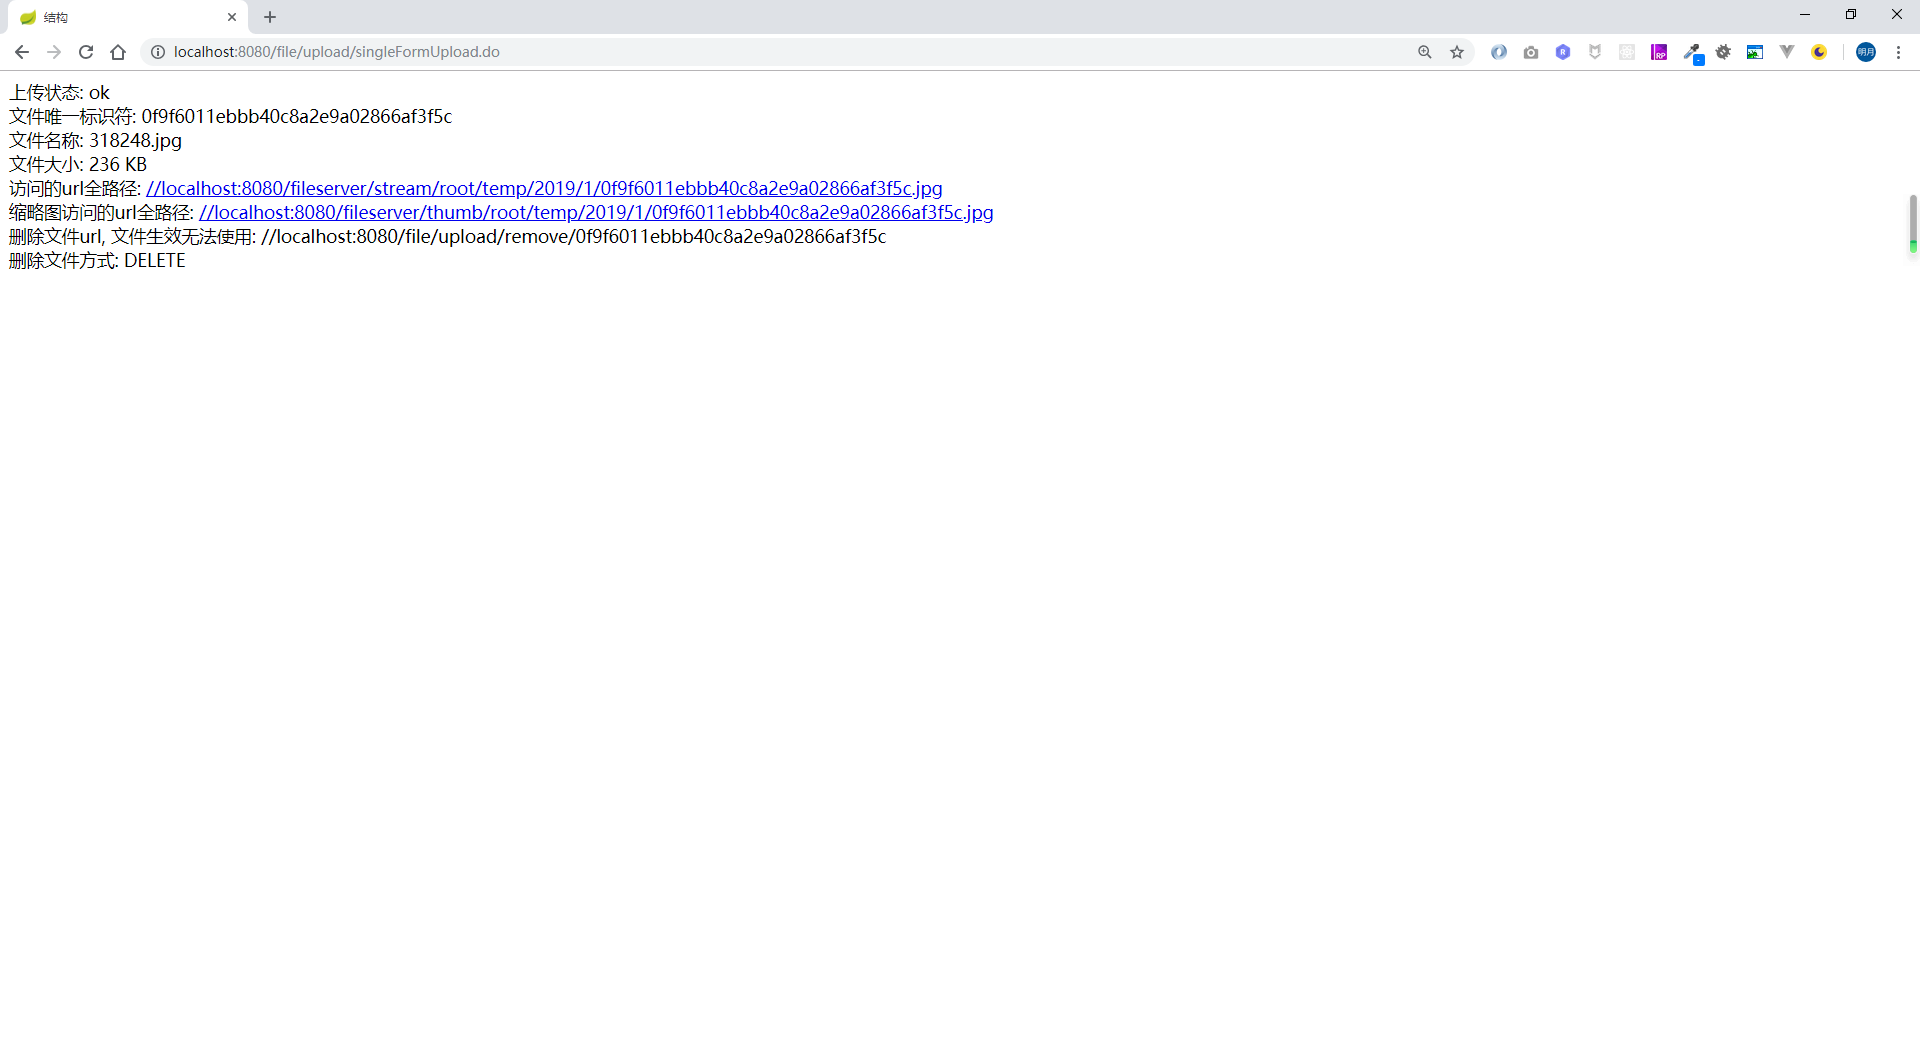 结构
localhost:8080/file/upload/singleFormUpload.do
RP
明月
上传状态: ok
文件唯一标识符: 0f9f6011ebbb40c8a2e9a02866af3f5c
文件名称: 318248.jpg
文件大小: 236 KB
访问的url全路径: //localhost:8080/fileserver/stream/root/temp/2019/1/0f9f6011ebbb40c8a2e9a02866af3f5c.jpg
缩略图访问的url全路径: //localhost:8080/fileserver/thumb/root/temp/2019/1/0f9f6011ebbb40c8a2e9a02866af3f5c.jpg
删除文件url, 文件生效无法使用: //localhost:8080/file/upload/remove/0f9f6011ebbb40c8a2e9a02866af3f5c
删除文件方式: DELETE